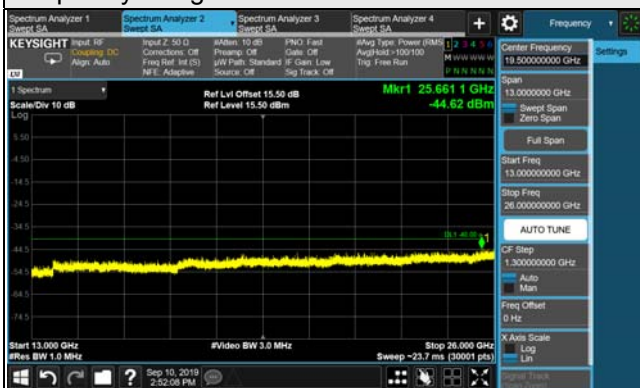 Spectrum Analyzer 1
Swept SA
Spectrum Analyzer 2
Swept SA
Spectrum Analyzer 3
Swept SA
Spectrum Analyzer 4
Swept SA
+
Frequency
KEYSIGHT
Input: RF
Coupling: DC
Align: Auto
Input Z: 50 Ω
Corrections: Off
Freq Ref: Int (S)
NFE: Adaptive
#Atten: 10 dB
Preamp: Off
µW Path: Standard
Source: Off
PNO: Fast
Gate: Off
IF Gain: Low
Sig Track: Off
#Avg Type: Power (RMS
Avg|Hold:>100/100
Trig: Free Run
1 2 3 4 5 6
M W W W W W
P N N N N N
LXI
1 Spectrum
Scale/Div 10 dB
Log
Ref Lvl Offset 15.50 dB
Ref Level 15.50 dBm
Mkr1 25.661 1 GHz
-44.62 dBm
5.50
-4.50
-14.5
-24.5
-34.5
-44.5
-54.5
-64.5
-74.5
DL1 -40.00
1
Start 13.000 GHz
#Res BW 1.0 MHz
#Video BW 3.0 MHz
Stop 26.000 GHz
Sweep ~23.7 ms (30001 pts)
Center Frequency
19.500000000 GHz
Settings
Span
13.0000000 GHz
Swept Span
Zero Span
Full Span
Start Freq
13.000000000 GHz
Stop Freq
26.000000000 GHz
AUTO TUNE
CF Step
1.300000000 GHz
Auto
Man
Freq Offset
0 Hz
X Axis Scale
Log
Lin
Signal Track
?
Sep 10, 2019
2:52:08 PM